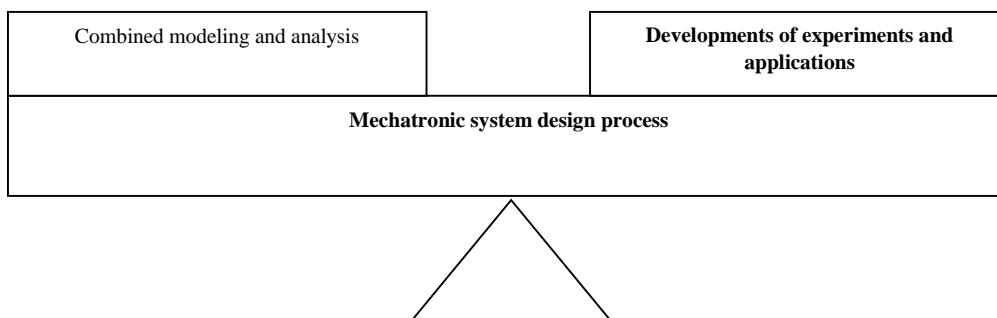 Combined modeling and analysis
Developments of experiments and
applications
Mechatronic system design process